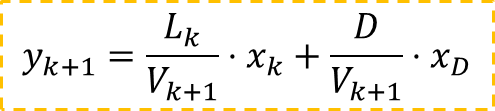 $y_{k+1} = \frac{L_k}{V_{k+1}} \cdot x_k + \frac{D}{V_{k+1}} \cdot x_D$